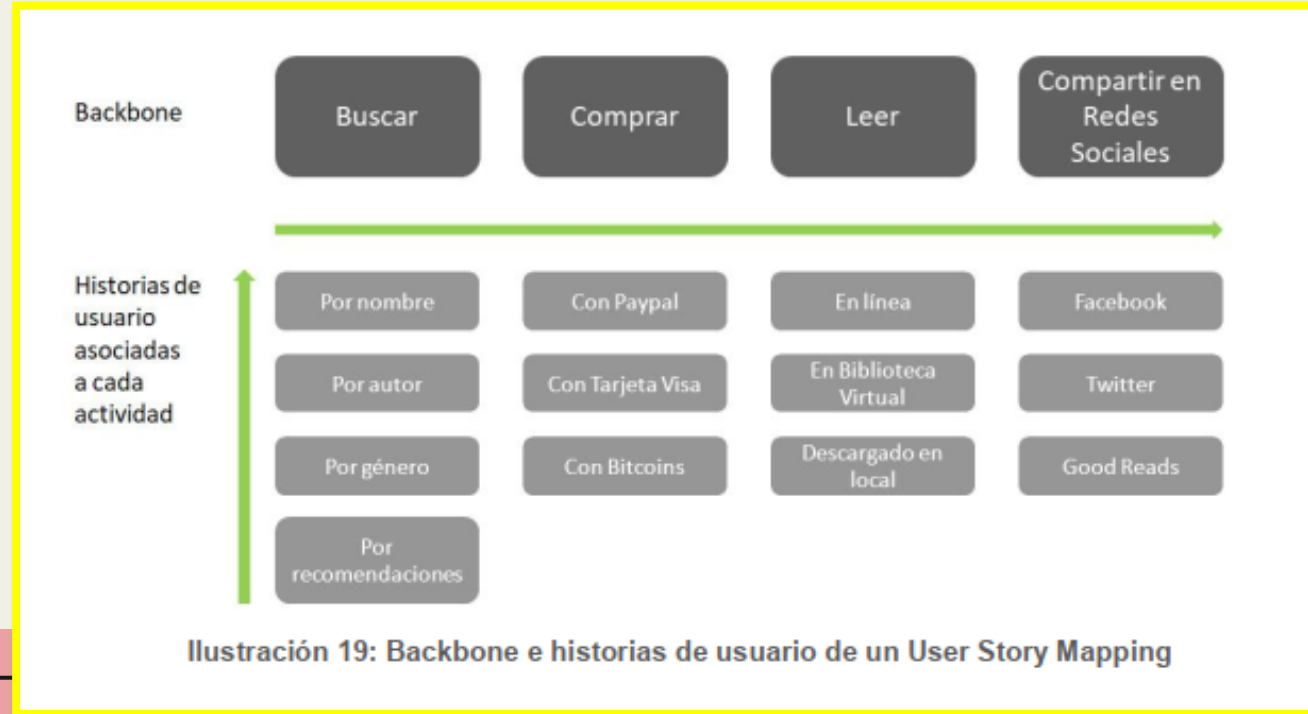 Backbone
Buscar
Comprar
Leer
Compartir en
Redes
Sociales
Historias de
usuario
asociadas
a cada
actividad
Por nombre
Con Paypal
En línea
Facebook
Por autor
Con Tarjeta Visa
En Biblioteca
Virtual
Twitter
Por género
Con Bitcoins
Descargado en
local
Good Reads
Por
recomendaciones
Ilustración 19: Backbone e historias de usuario de un User Story Mapping